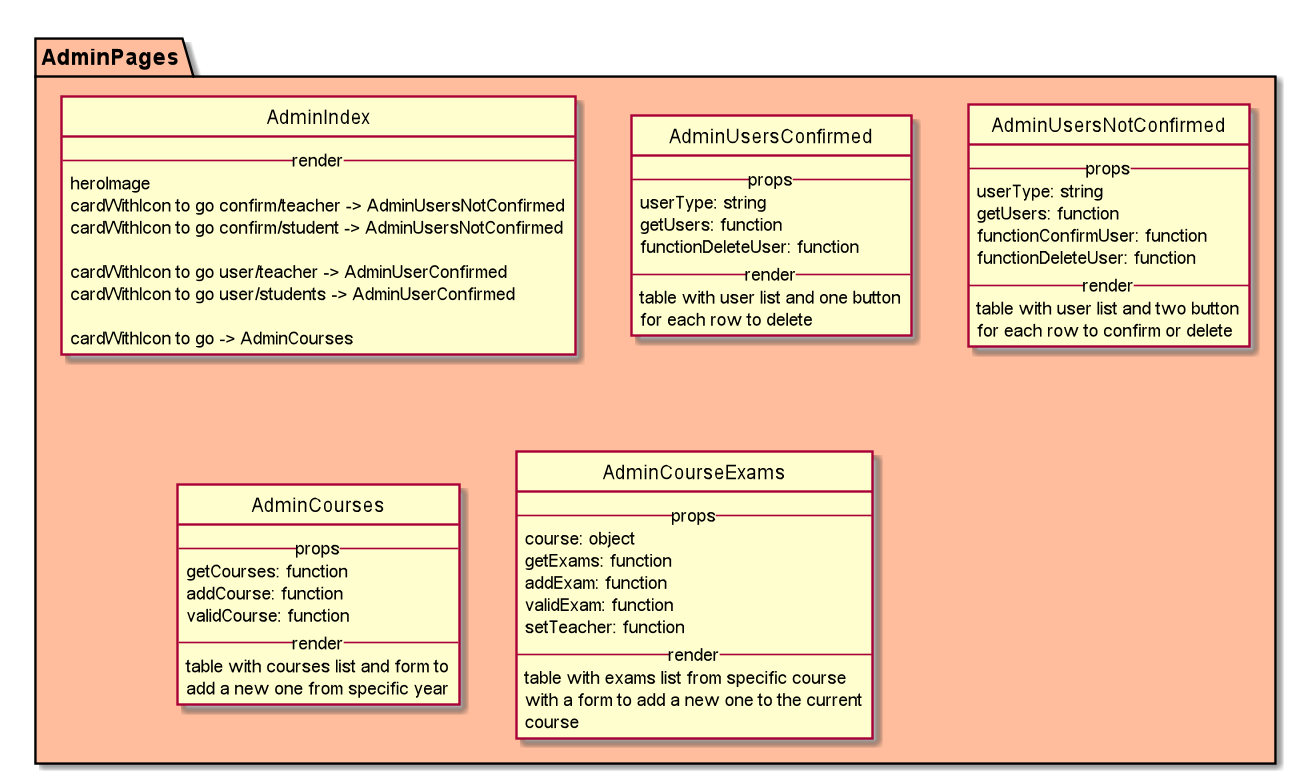 AdminPages
AdminIndex
render
heroImage
cardWithIcon to go confirm/teacher -> AdminUsersNotConfirmed
cardWithIcon to go confirm/student -> AdminUsersNotConfirmed
cardWithIcon to go user/teacher -> AdminUserConfirmed
cardWithIcon to go user/students -> AdminUserConfirmed
cardWithIcon to go -> AdminCourses
AdminUsersConfirmed
props
userType: string
getUsers: function
functionDeleteUser: function
render
table with user list and one button
for each row to delete
AdminUsersNotConfirmed
props
userType: string
getUsers: function
functionConfirmUser: function
functionDeleteUser: function
render
table with user list and two button
for each row to confirm or delete
AdminCourses
props
getCourses: function
addCourse: function
validCourse: function
render
table with courses list and form to
add a new one from specific year
AdminCourseExams
props
course: object
getExams: function
addExam: function
validExam: function
setTeacher: function
render
table with exams list from specific course
with a form to add a new one to the current
course